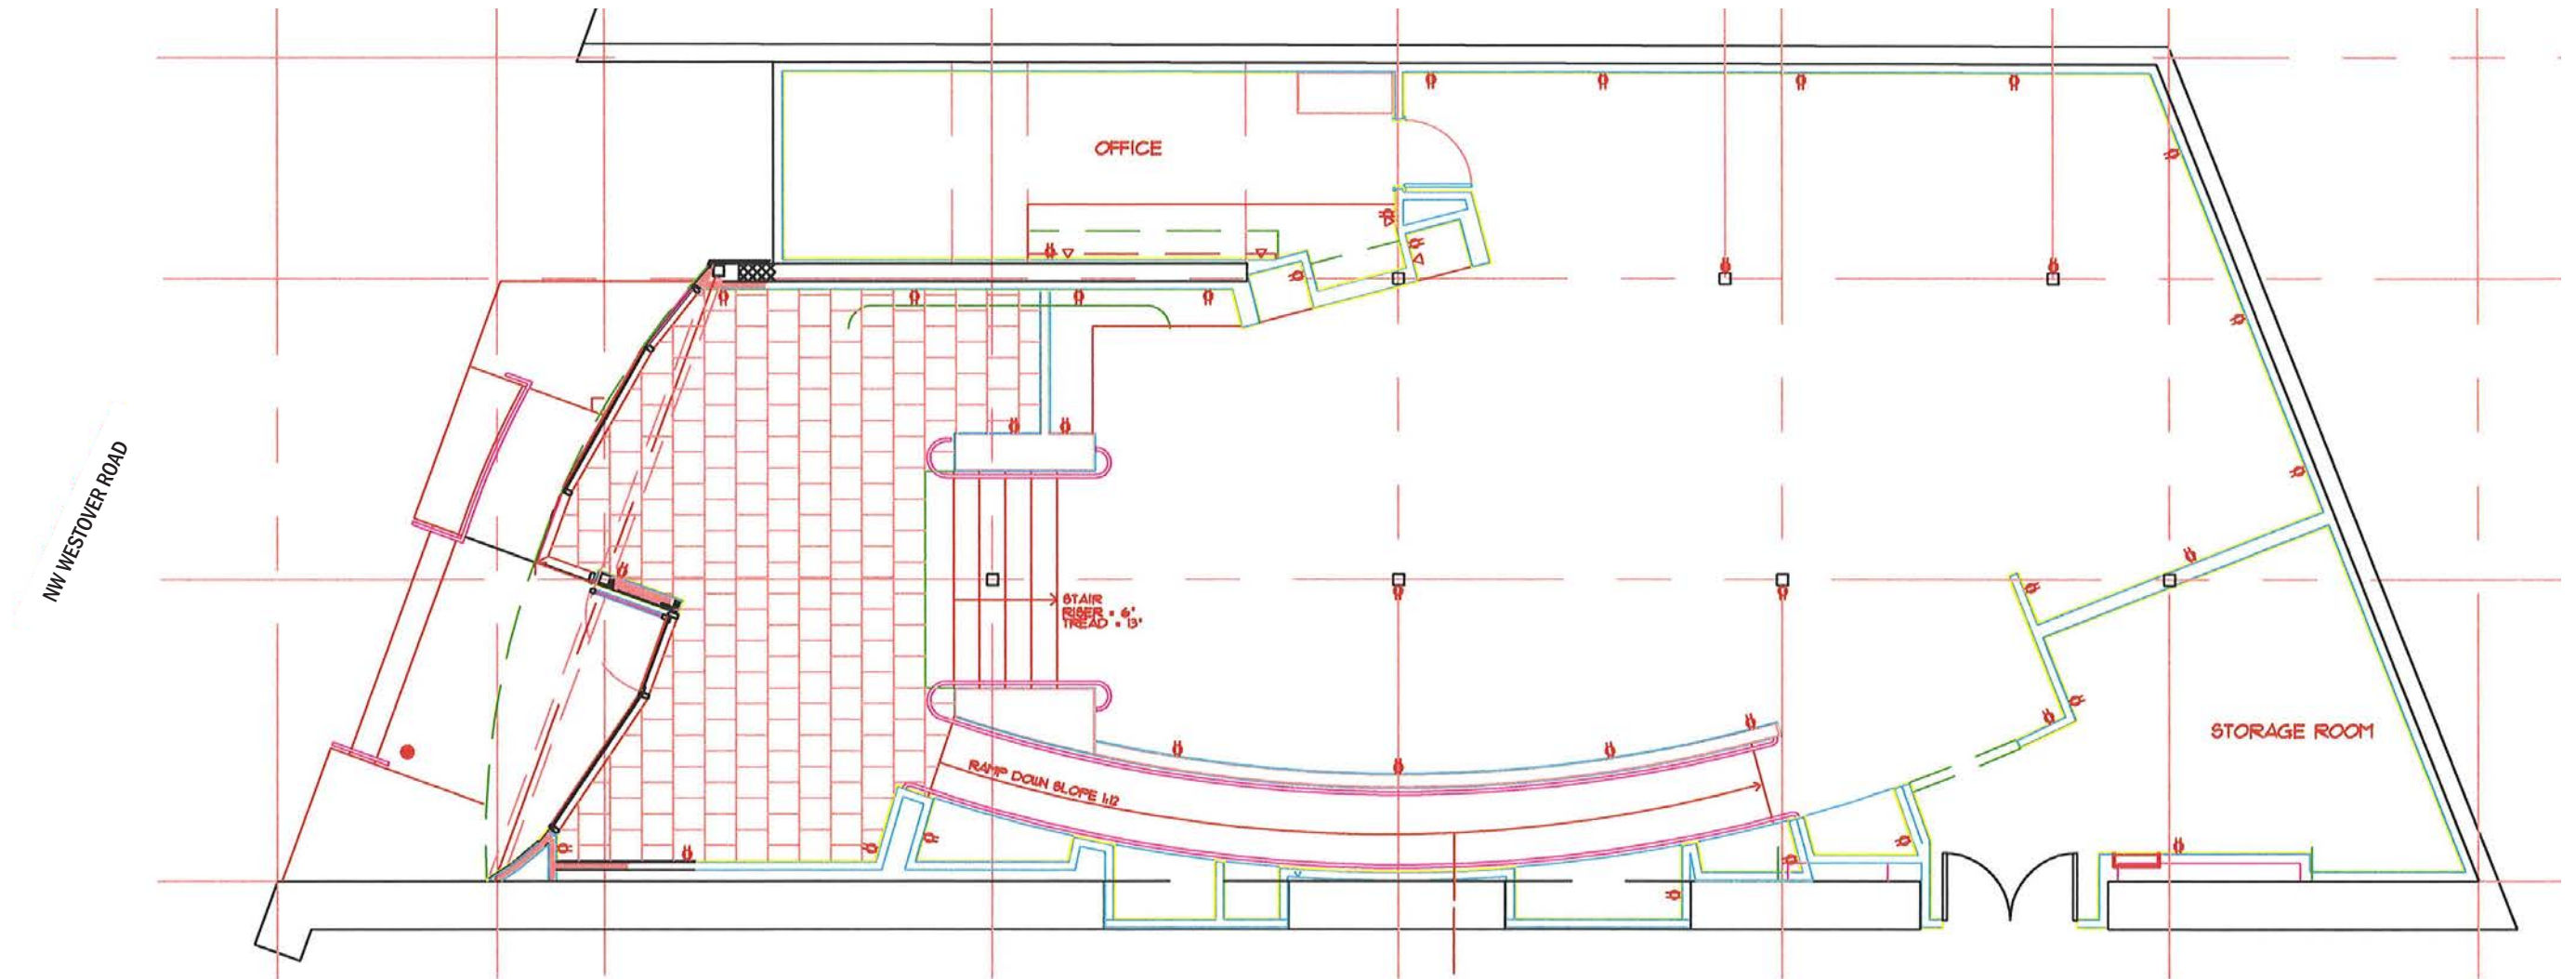 OFFICE
NW WESTOVER ROAD
STAIR
RISER = 6"
TREAD = 13"
RAMP DOWN SLOPE 1:12
STORAGE ROOM